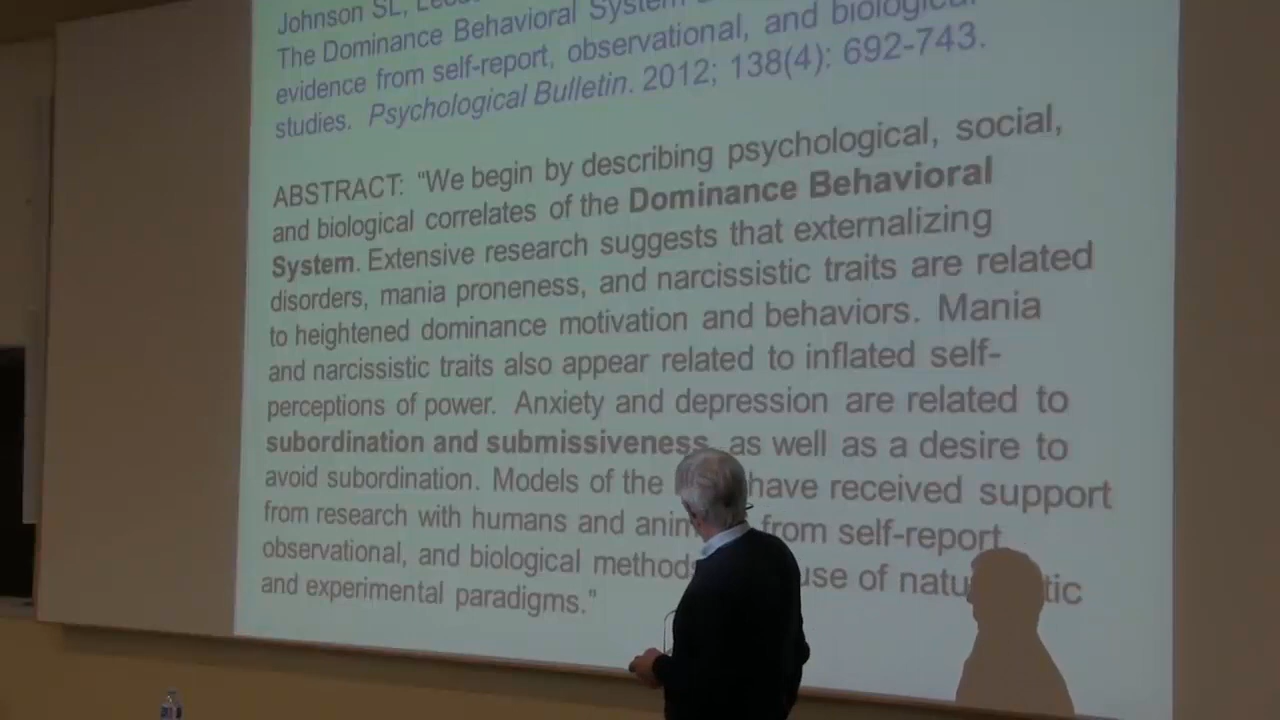 Johnson SL,
The Dominance Behavioral System
evidence from self-report, observational, and biological
studies. Psychological Bulletin. 2012; 138(4): 692-743.
ABSTRACT: “We begin by describing psychological, social,
and biological correlates of the Dominance Behavioral
System. Extensive research suggests that externalizing
disorders, mania proneness, and narcissistic traits are related
to heightened dominance motivation and behaviors. Mania
and narcissistic traits also appear related to inflated self-
perceptions of power. Anxiety and depression are related to
subordination and submissiveness, as well as a desire to
avoid subordination. Models of the have received support
from research with humans and from self-report
observational, and biological methods use of
and experimental paradigms.”